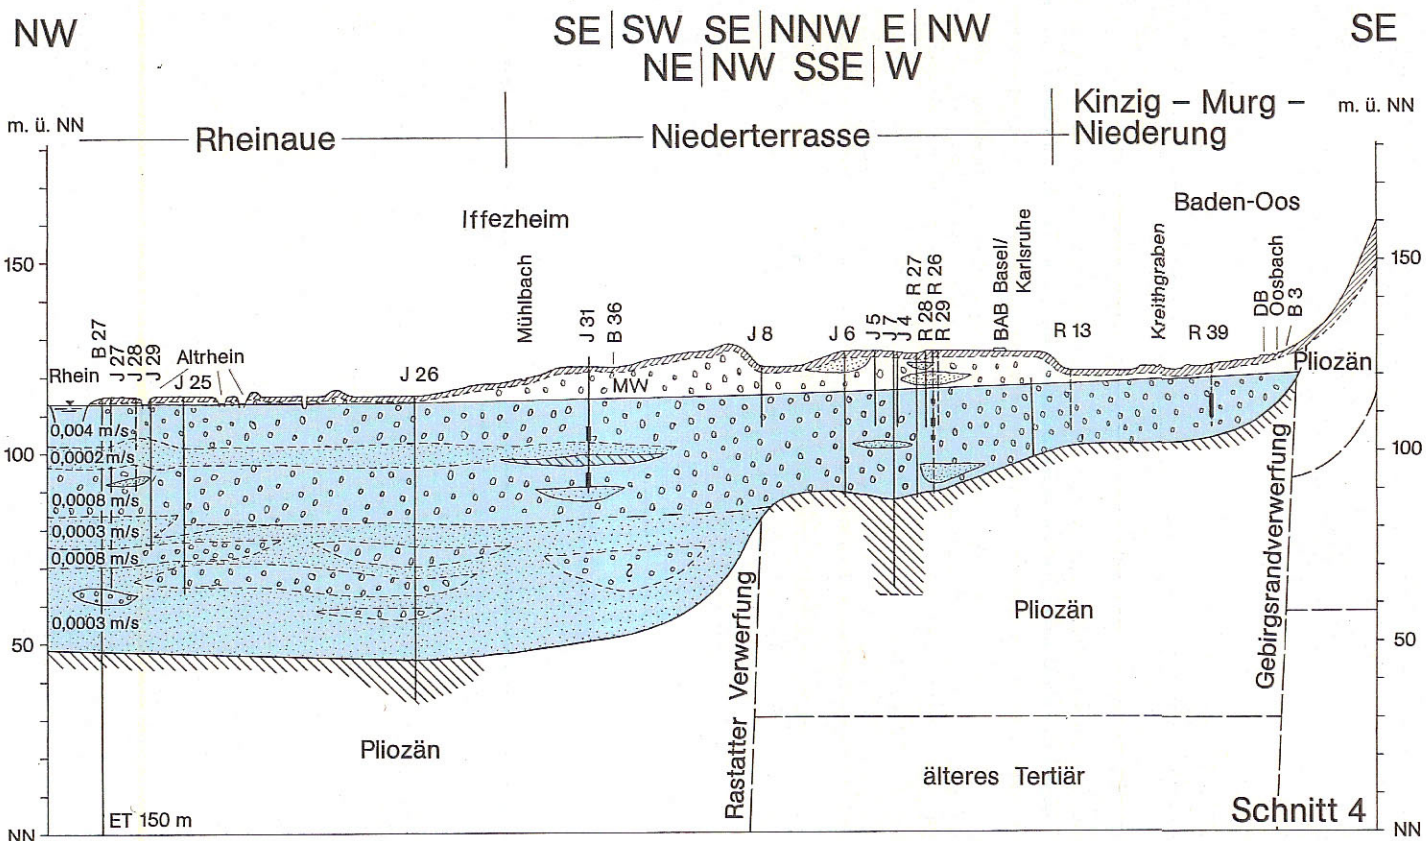 NW
SE | SW SE | NNW E | NW
NE | NW SSE | W
SE
m. ü. NN
Rheinaue
Niederterrasse
Kinzig – Murg –
Niederung
m. ü. NN
Iffezheim
Baden-Oos
150
Mühlbach
J 31
B 36
J 8
J 6
J 5
J 7
J 4
R 27
R 28
R 26
R 29
BAB Basel/
Karlsruhe
R 13
Kreithgraben
R 39
DB
Oosbach
B 3
150
B 27
J 27
J 28
J 29
Altrhein
Rhein
J 25
J 26
MW
Pliozän
0,004 m/s
100
0,0002 m/s
100
0,0008 m/s
0,0003 m/s
0,0008 m/s
?
0,0003 m/s
50
50
Pliozän
Pliozän
Rastatter Verwerfung
Gebirgsrandverwerfung
älteres Tertiär
ET 150 m
Schnitt 4
NN
NN